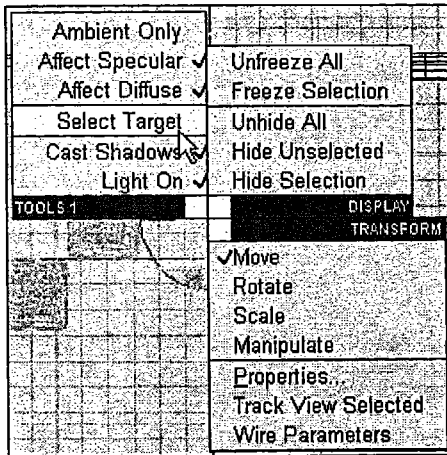 Ambient Only
Affect Specular ✓
Affect Diffuse ✓
Select Target
Cast Shadows ✓
Light On ✓
TOOLS 1
Unfreeze All
Freeze Selection
Unhide All
Hide Unselected
Hide Selection
DISPLAY
TRANSFORM
✓Move
Rotate
Scale
Manipulate
Properties...
Track View Selected
Wire Parameters